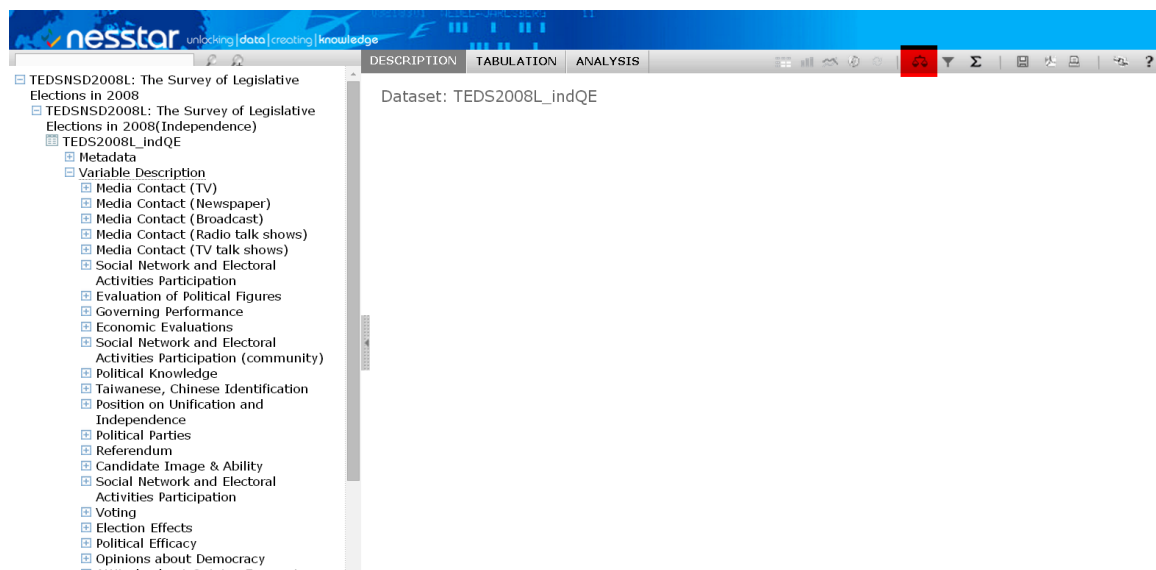 nesstar unlocking|data|creating|knowledge
DESCRIPTION TABULATION ANALYSIS
Σ ?
TEDSNSD2008L: The Survey of Legislative
Elections in 2008
TEDSNSD2008L: The Survey of Legislative
Elections in 2008(Independence)
TEDS2008L_indQE
Metadata
Variable Description
Media Contact (TV)
Media Contact (Newspaper)
Media Contact (Broadcast)
Media Contact (Radio talk shows)
Media Contact (TV talk shows)
Social Network and Electoral
Activities Participation
Evaluation of Political Figures
Governing Performance
Economic Evaluations
Social Network and Electoral
Activities Participation (community)
Political Knowledge
Taiwanese, Chinese Identification
Position on Unification and
Independence
Political Parties
Referendum
Candidate Image & Ability
Social Network and Electoral
Activities Participation
Voting
Election Effects
Political Efficacy
Opinions about Democracy
Dataset: TEDS2008L_indQE